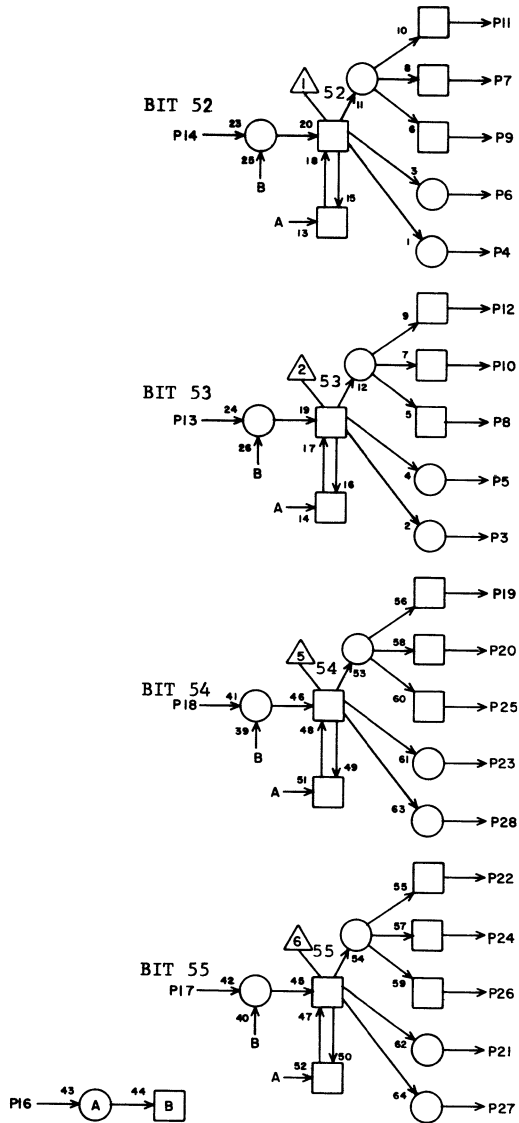 10 P11
1 52 8 P7
BIT 52 11
23 20 6 P9
P14
25 18 3 P6
B 15
A 13 1 P4
9 P12
2 53 7 P10
12
BIT 53 5 P8
P13 24 19
26 17 4 P5
B 16
A 14 2 P3
56 P19
5 54 58 P20
53
BIT 54 60 P25
P18 41 46
39 48 61 P23
B 49
A 51 63 P28
55 P22
6 55 57 P24
54
BIT 55 59 P26
P17 42 45
40 47 62 P21
B 50
A 52 64 P27
P16 43 A 44 B